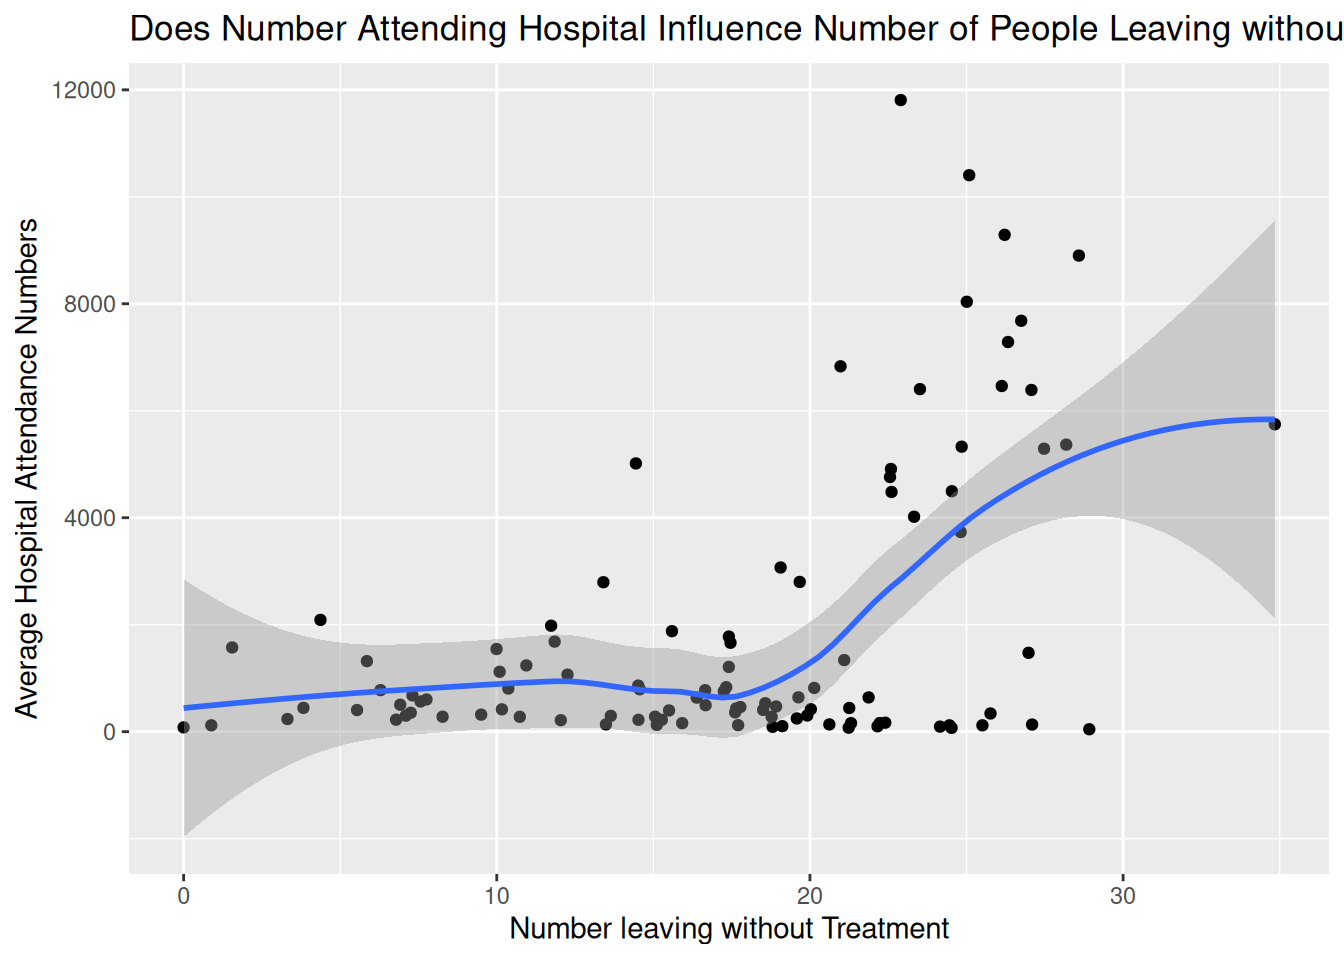 Does Number Attending Hospital Influence Number of People Leaving withou
12000
8000
4000
0
Average Hospital Attendance Numbers
0 10 20 30
Number leaving without Treatment